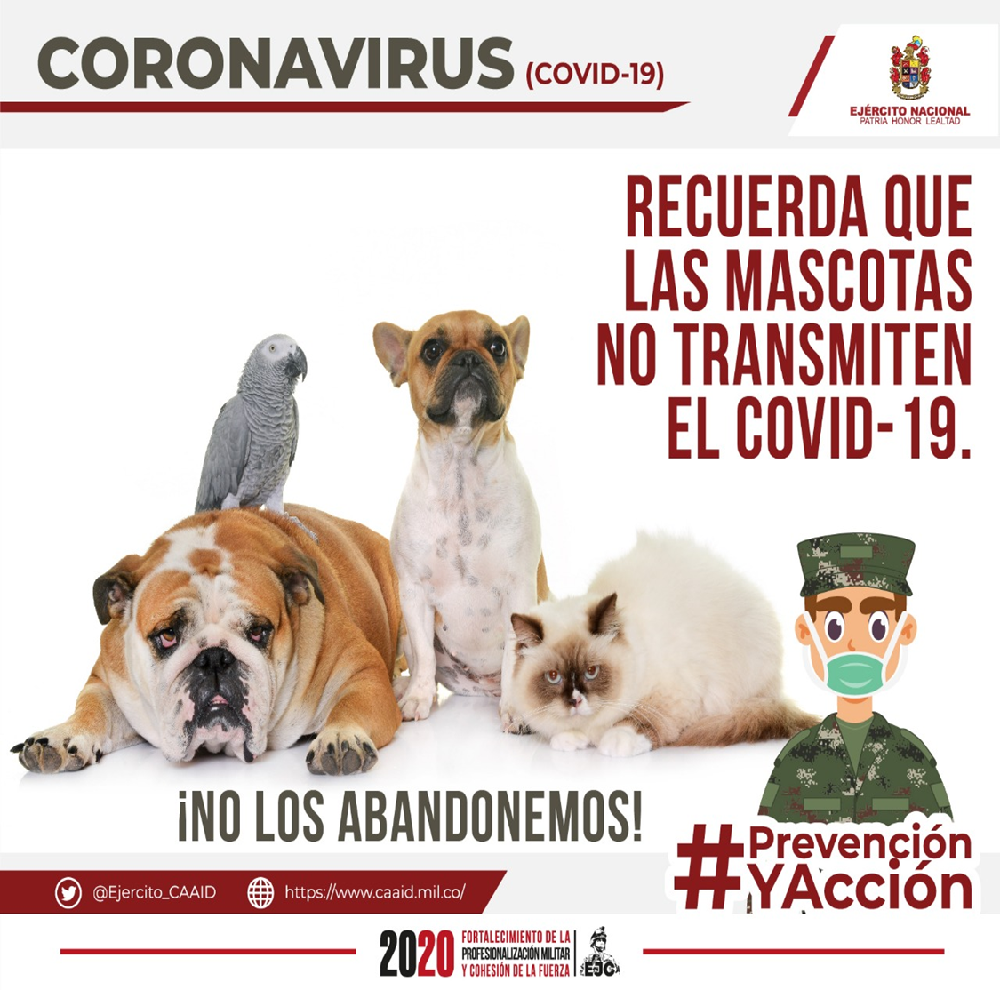 CORONAVIRUS (COVID-19)
EJÉRCITO NACIONAL
PATRIA HONOR LEALTAD
RECUERDA QUE
LAS MASCOTAS
NO TRANSMITEN
EL COVID-19.
¡NO LOS ABANDONEMOS!
#Prevención
YAcción
@Ejercito_CAAID
https://www.caaid.mil.co/
2020
FORTALECIMIENTO DE LA
PROFESIONALIZACIÓN MILITAR
Y COHESIÓN DE LA FUERZA
EJC